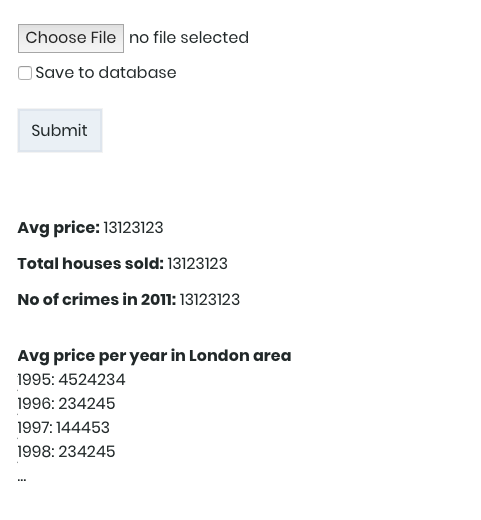 Choose File no file selected
Save to database
Submit
Avg price: 13123123
Total houses sold: 13123123
No of crimes in 2011: 13123123
Avg price per year in London area
1995: 4524234
1996: 234245
1997: 144453
1998: 234245
...